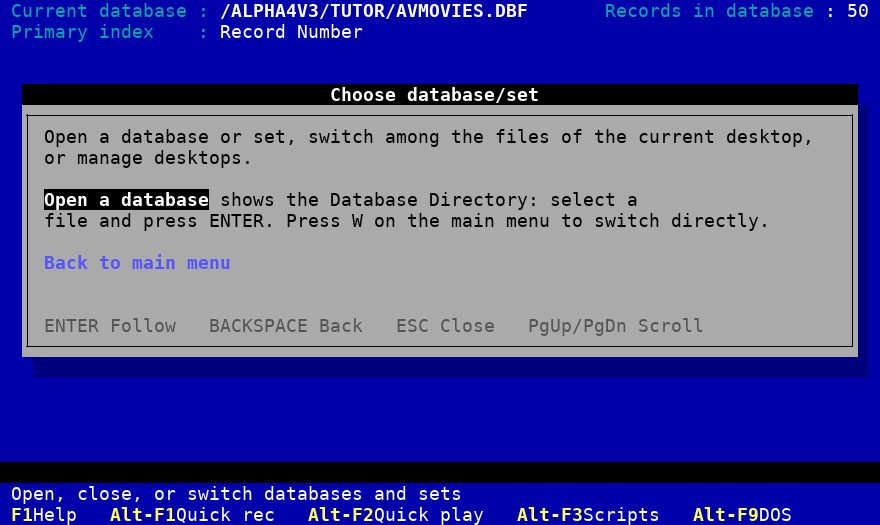 Current database : /ALPHA4V3/TUTOR/AVMOVIES.DBF       Records in database : 50
Primary index    : Record Number
Choose database/set
Open a database or set, switch among the files of the current desktop,
or manage desktops.
Open a database shows the Database Directory: select a
file and press ENTER. Press W on the main menu to switch directly.
Back to main menu
ENTER Follow   BACKSPACE Back   ESC Close   PgUp/PgDn Scroll
Open, close, or switch databases and sets
F1Help   Alt-F1Quick rec   Alt-F2Quick play   Alt-F3Scripts   Alt-F9DOS